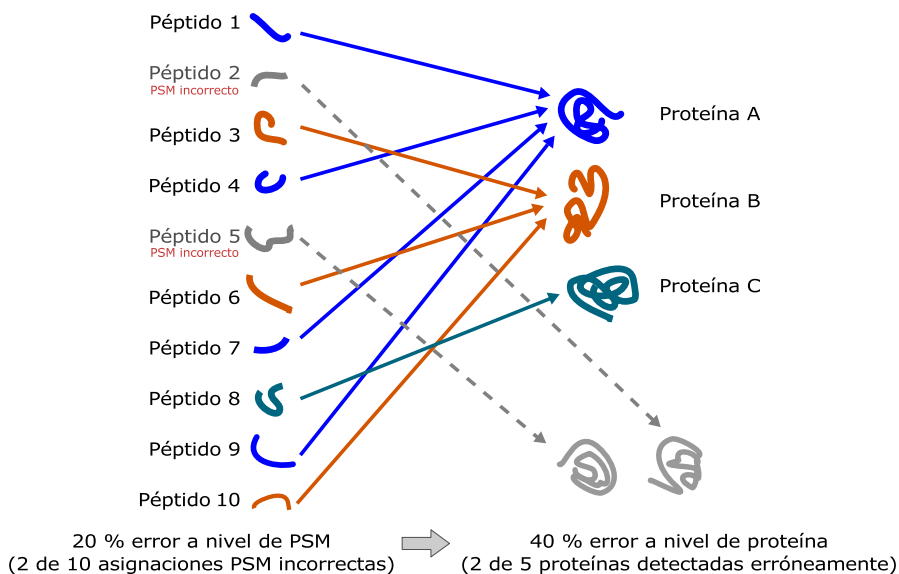 Péptido 1
Péptido 2
PSM incorrecto
Péptido 3
Péptido 4
Péptido 5
PSM incorrecto
Péptido 6
Péptido 7
Péptido 8
Péptido 9
Péptido 10
Proteína A
Proteína B
Proteína C
20 % error a nivel de PSM
(2 de 10 asignaciones PSM incorrectas)
40 % error a nivel de proteína
(2 de 5 proteínas detectadas erróneamente)